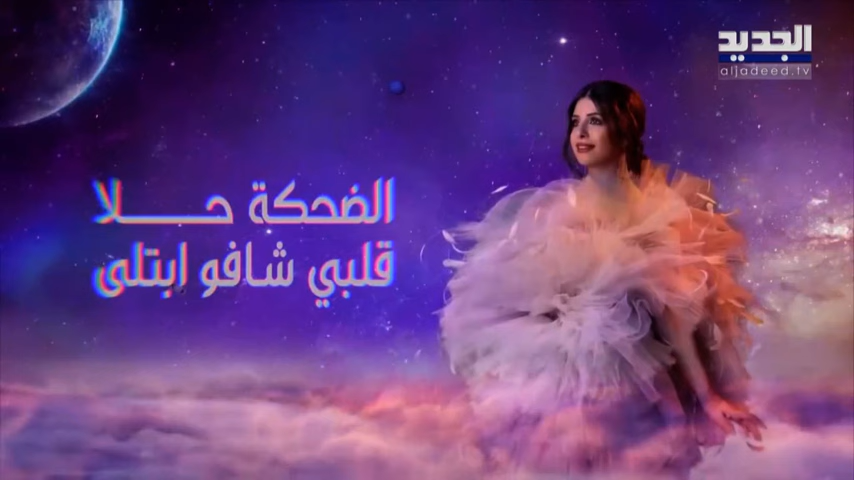 الجديد
aljadeed.tv
الضحكة حلا
قلبي شافو ابتلى